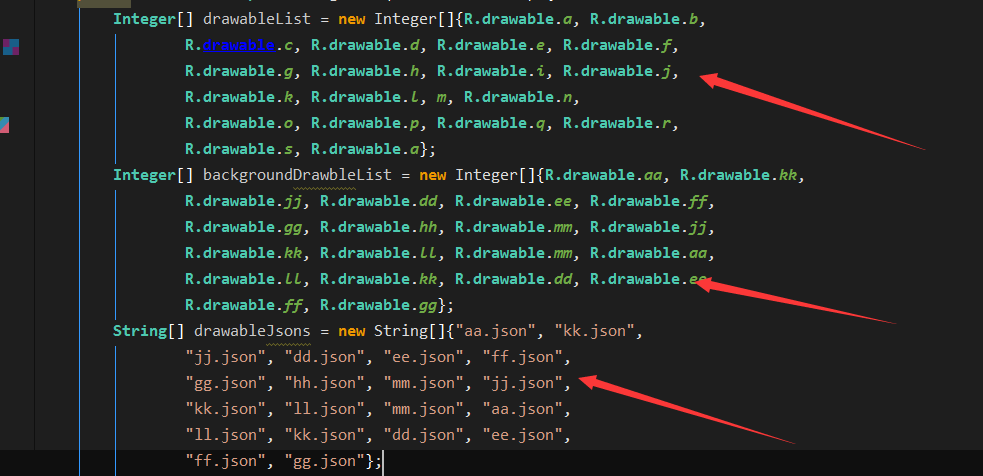 Integer[] drawableList = new Integer[]{R.drawable.a, R.drawable.b,
R.drawable.c, R.drawable.d, R.drawable.e, R.drawable.f,
R.drawable.g, R.drawable.h, R.drawable.i, R.drawable.j,
R.drawable.k, R.drawable.l, m, R.drawable.n,
R.drawable.o, R.drawable.p, R.drawable.q, R.drawable.r,
R.drawable.s, R.drawable.a};
Integer[] backgroundDrawbleList = new Integer[]{R.drawable.aa, R.drawable.kk,
R.drawable.jj, R.drawable.dd, R.drawable.ee, R.drawable.ff,
R.drawable.gg, R.drawable.hh, R.drawable.mm, R.drawable.jj,
R.drawable.kk, R.drawable.ll, R.drawable.mm, R.drawable.aa,
R.drawable.ll, R.drawable.kk, R.drawable.dd, R.drawable.ee
R.drawable.ff, R.drawable.gg};
String[] drawableJsons = new String[]{"aa.json", "kk.json",
"jj.json", "dd.json", "ee.json", "ff.json",
"gg.json", "hh.json", "mm.json", "jj.json",
"kk.json", "ll.json", "mm.json", "aa.json",
"ll.json", "kk.json", "dd.json", "ee.json",
"ff.json", "gg.json"};